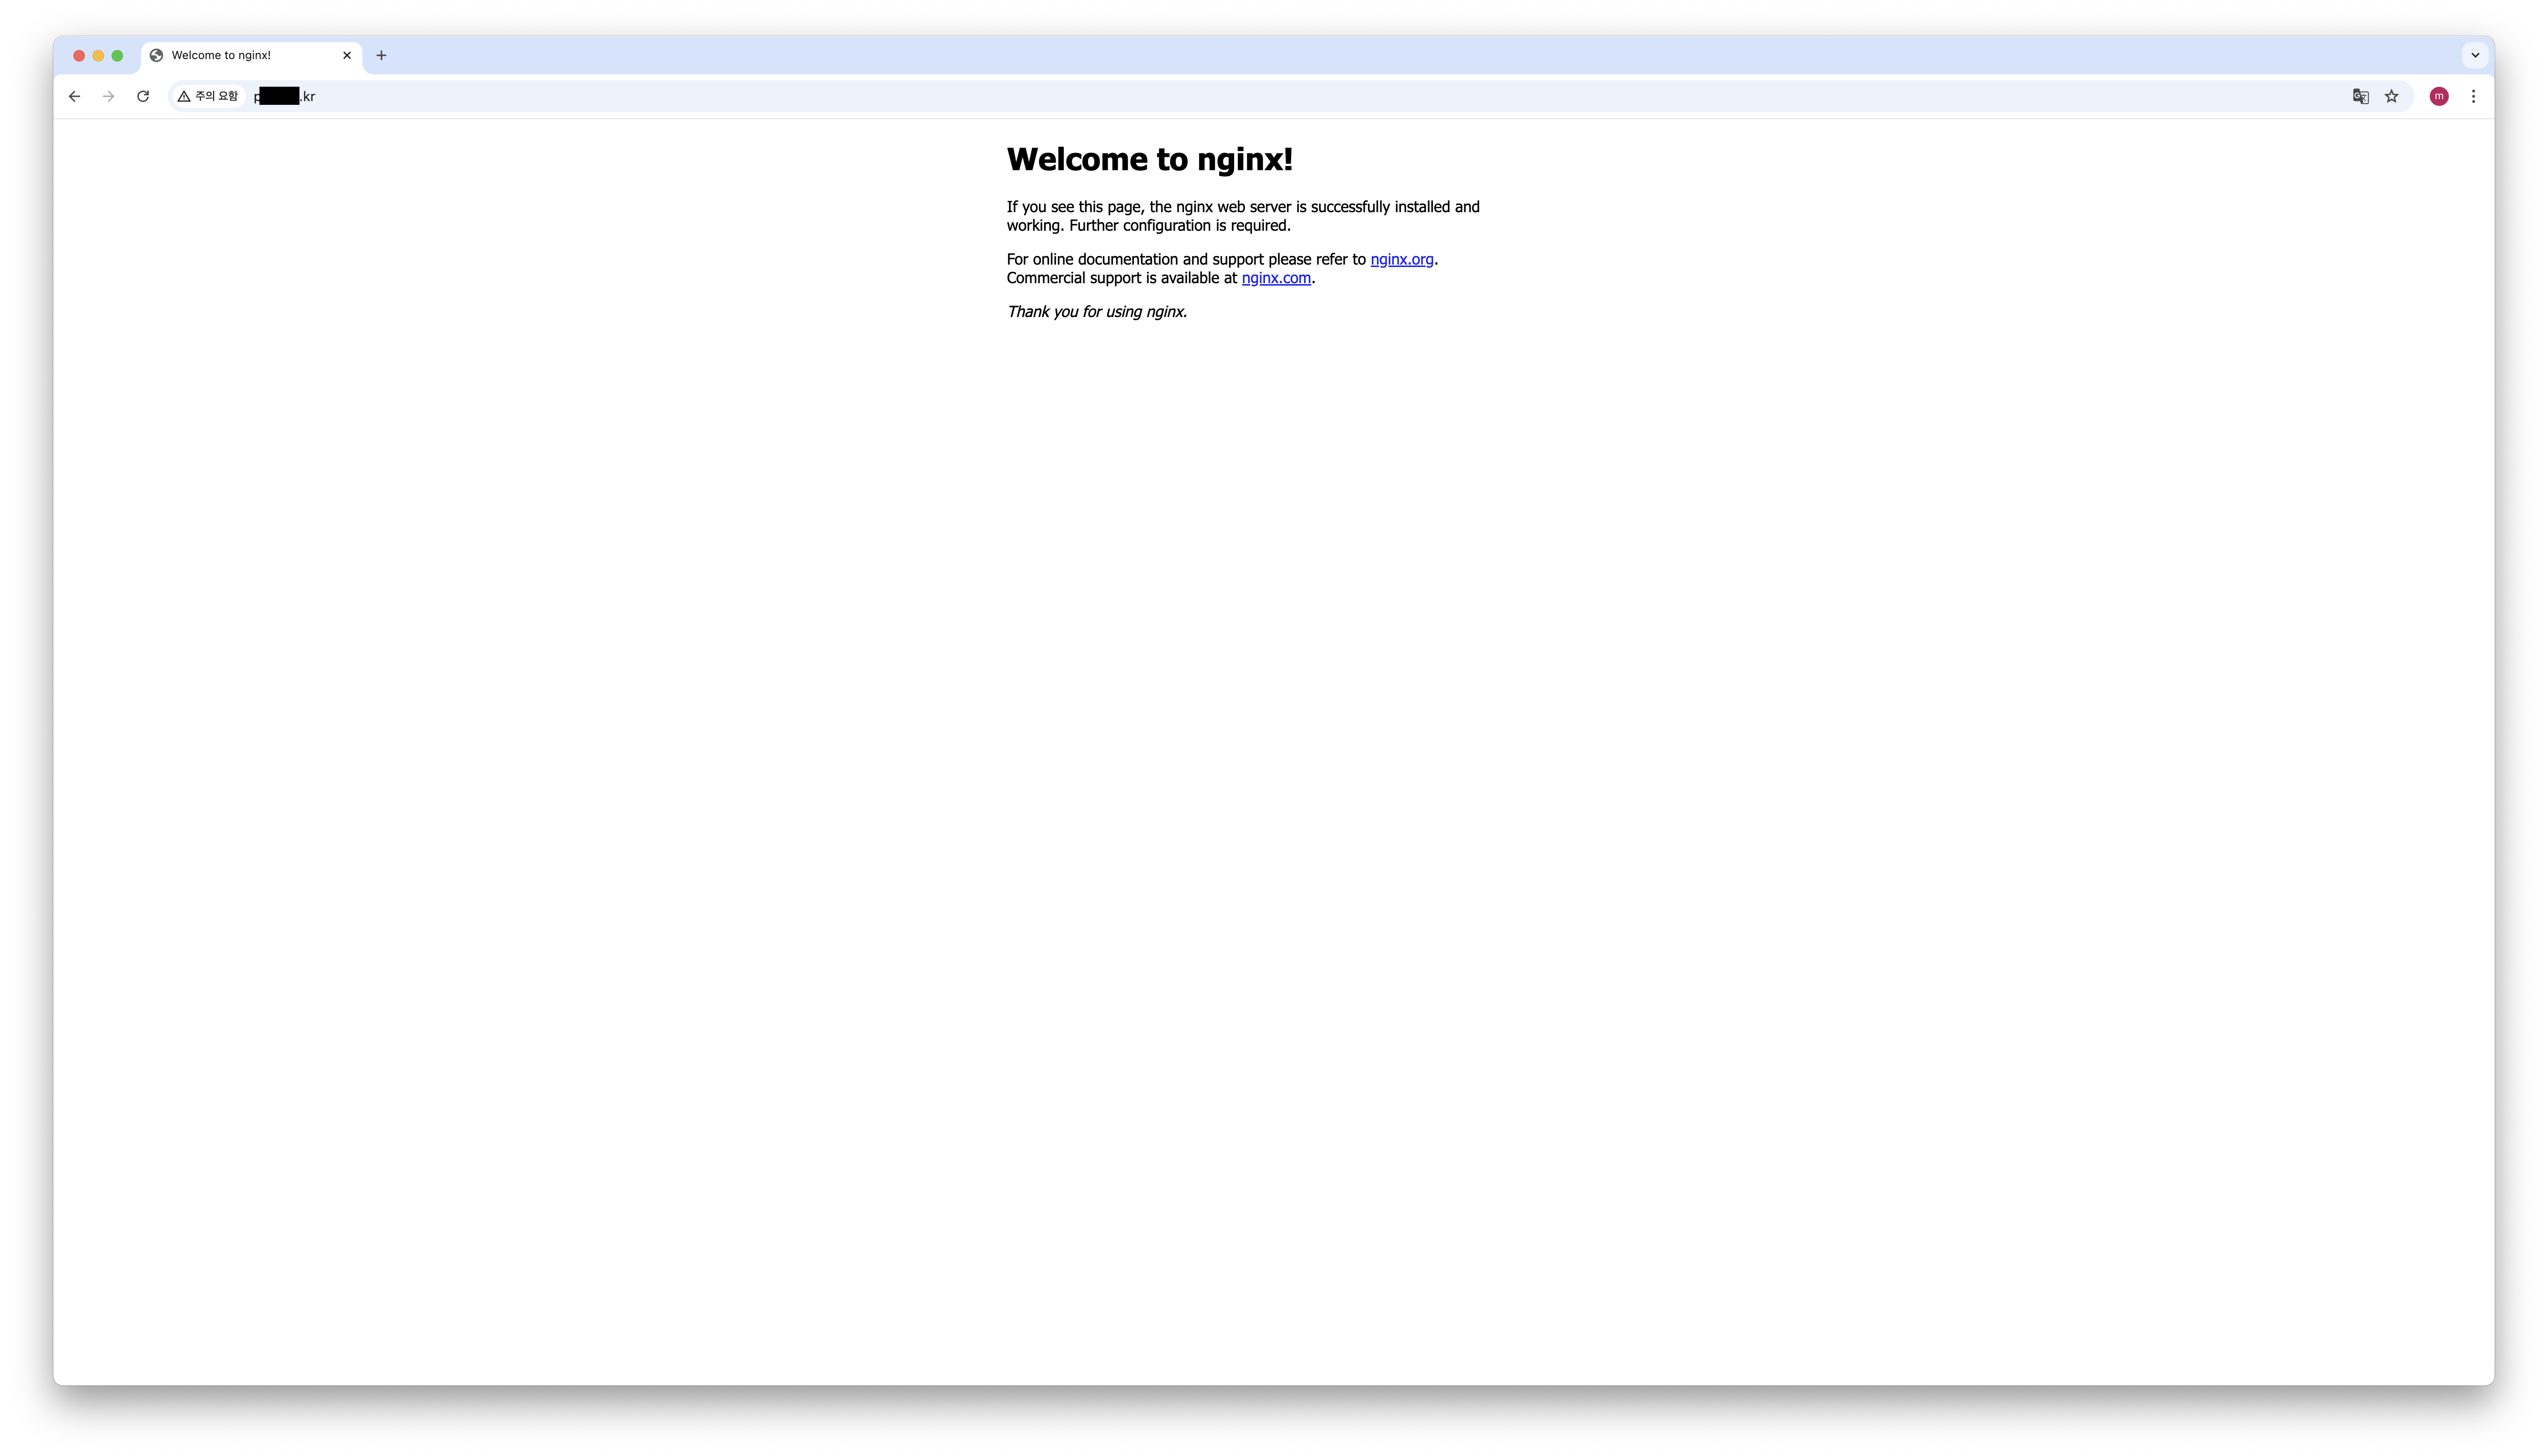 Welcome to nginx!
주의 요함
p
.kr
m
Welcome to nginx!
If you see this page, the nginx web server is successfully installed and
working. Further configuration is required.
For online documentation and support please refer to nginx.org.
Commercial support is available at nginx.com.
Thank you for using nginx.